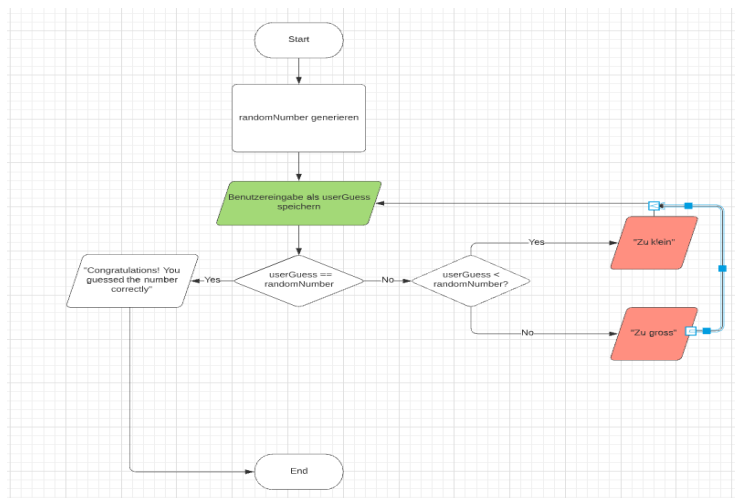 Start
randomNumber generieren
Benutzereingabe als userGuess
speichern
"Congratulations! You
guessed the number
correctly"
Yes
userGuess ==
randomNumber
No
userGuess <
randomNumber?
Yes
"Zu klein"
No
"Zu gross"
End